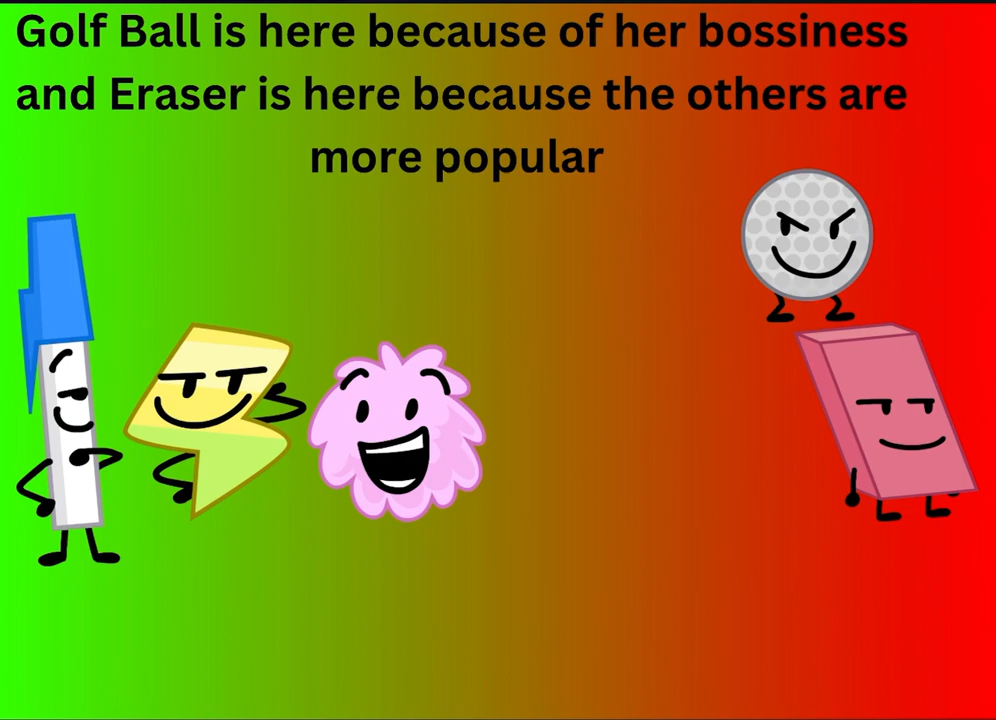 Golf Ball is here because of her bossiness
and Eraser is here because the others are
more popular